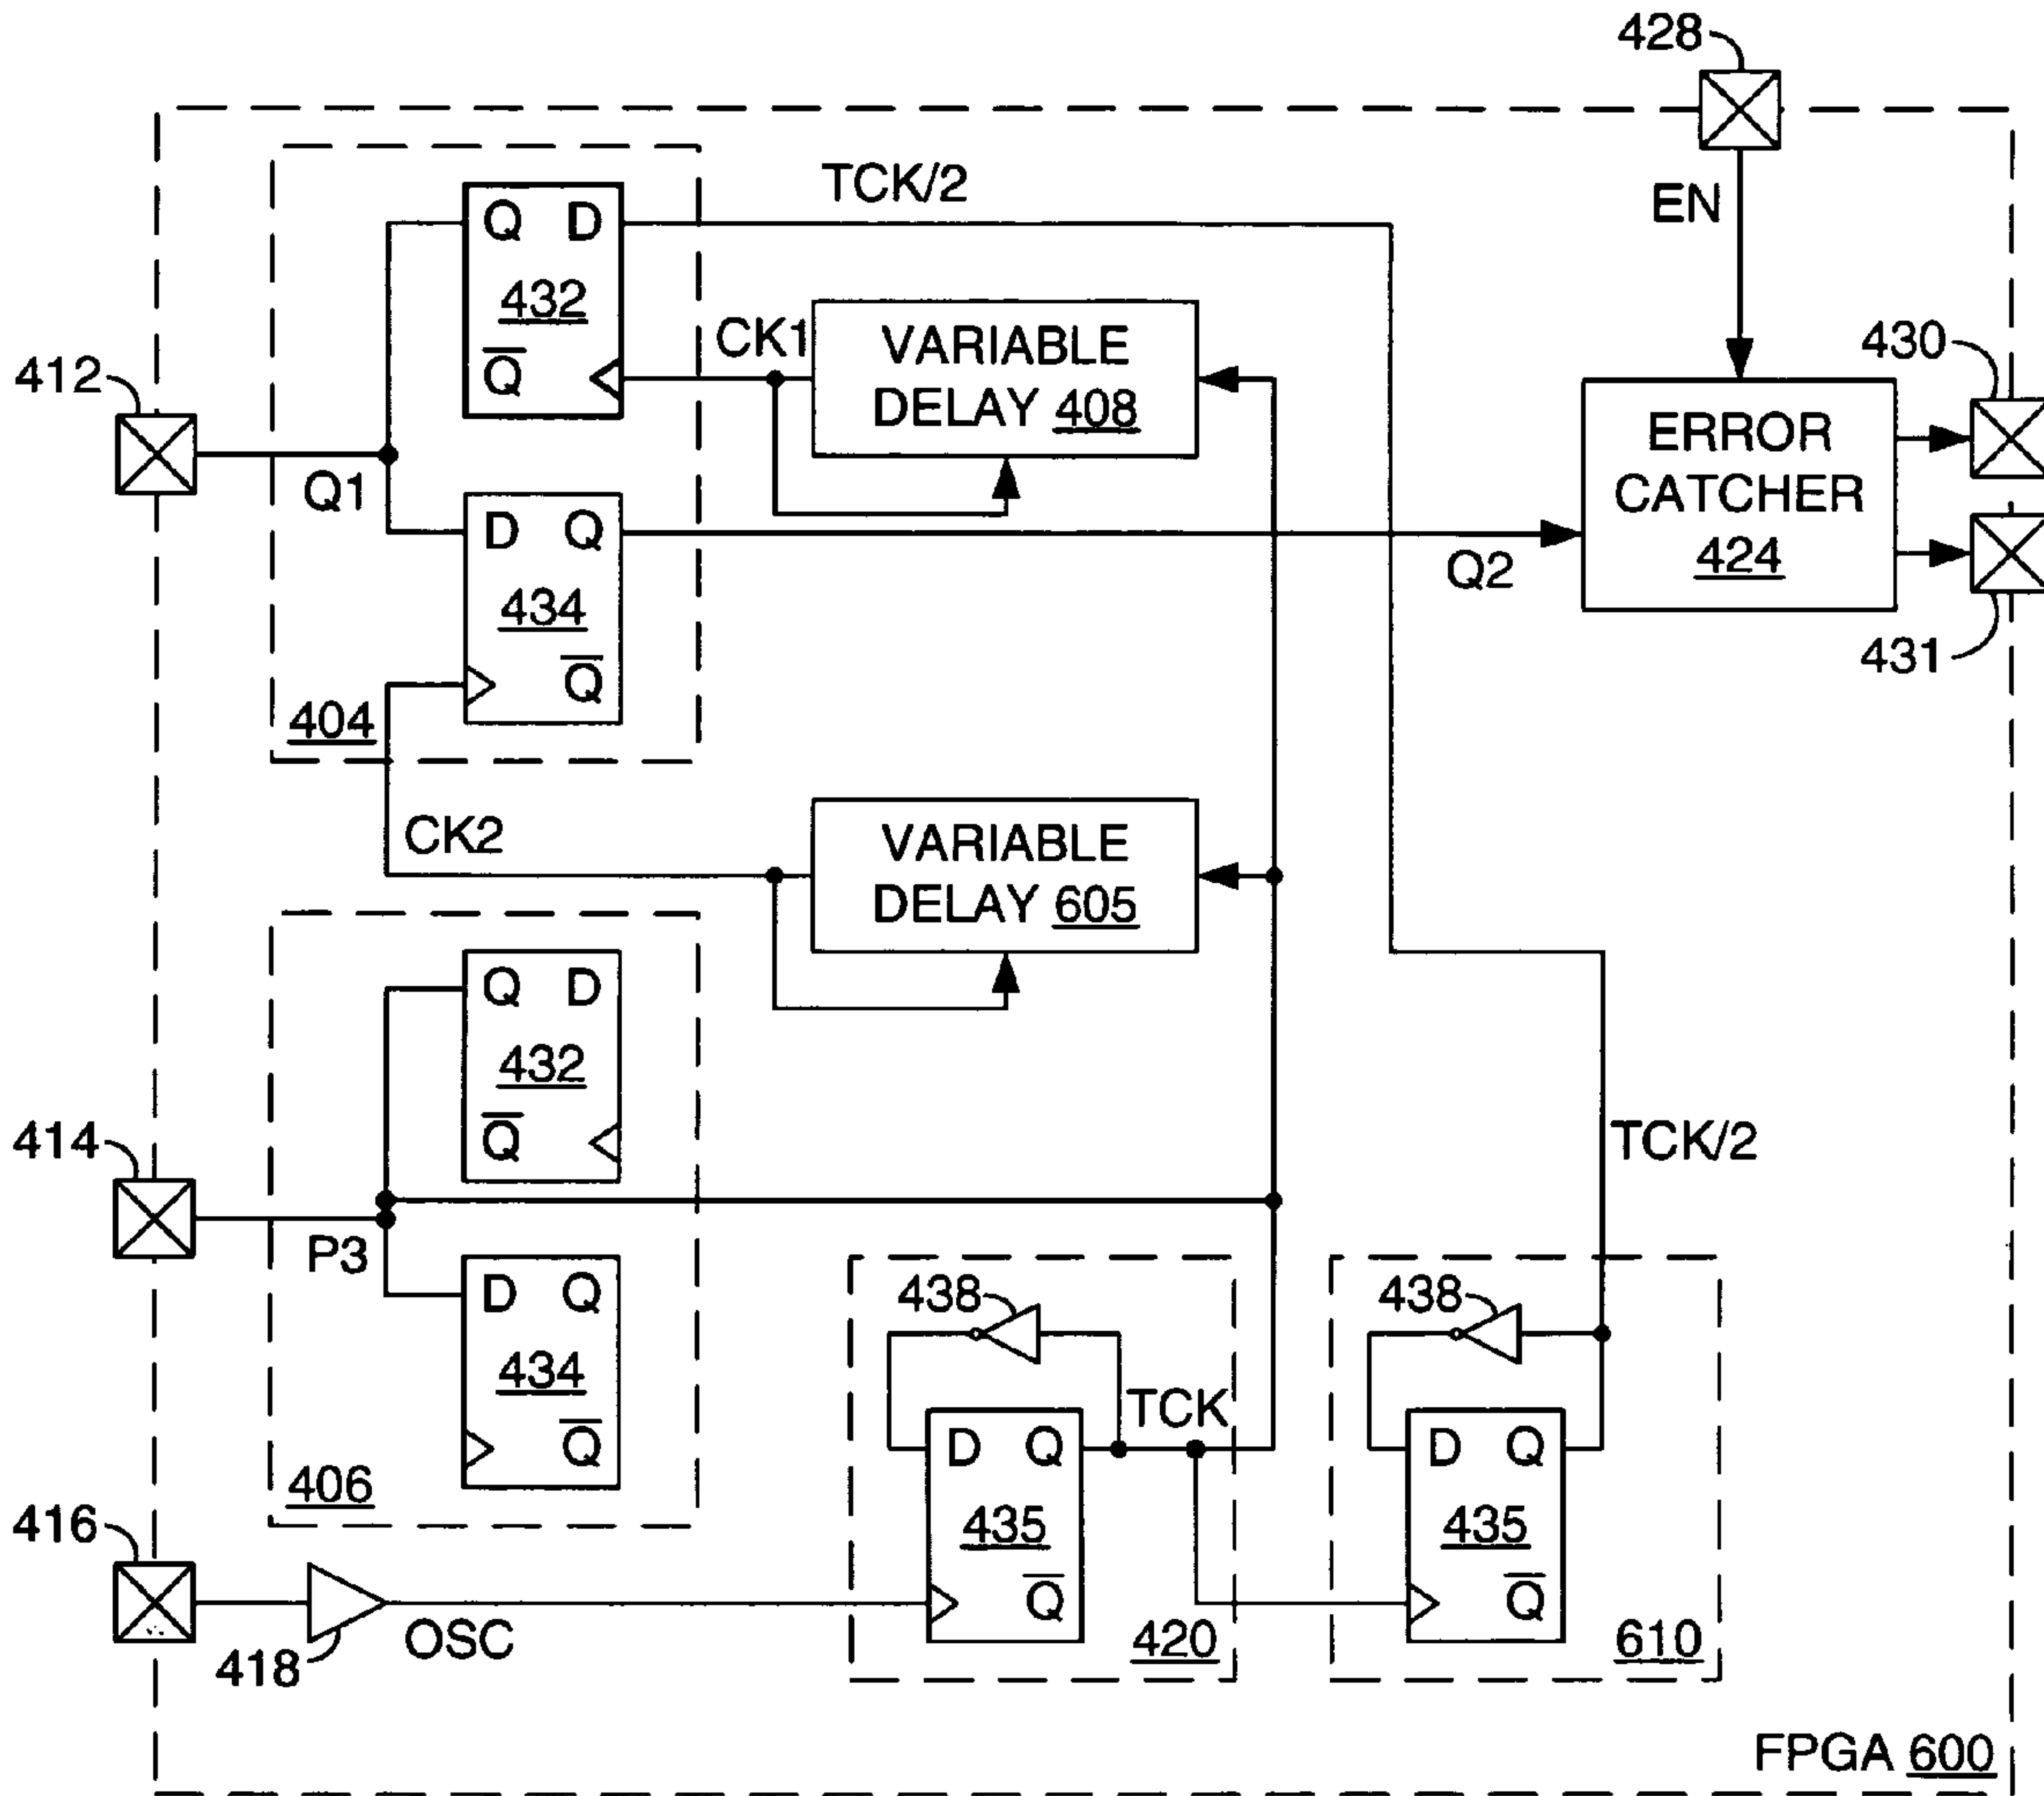 428
TCK/2
EN
Q D
432
Q
CK1
VARIABLE
DELAY 408
430
412
ERROR
CATCHER
424
Q1
D Q
434
Q
Q2
431
404
CK2
VARIABLE
DELAY 605
Q D
432
Q
414
TCK/2
P3
D Q
434
Q
406
438
438
TCK
D Q
435
Q
420
D Q
435
Q
610
416
418
OSC
FPGA 600